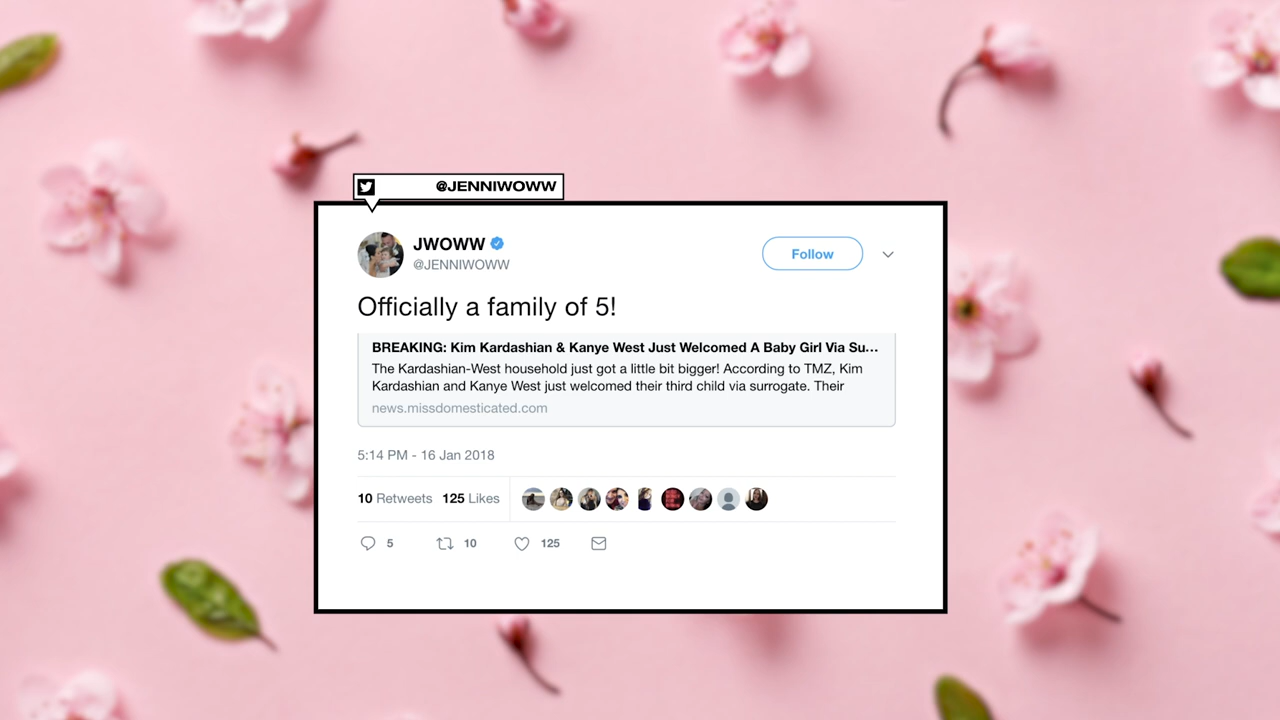 @JENNIWOWW
JWOWW
@JENNIWOWW
Follow
Officially a family of 5!
BREAKING: Kim Kardashian & Kanye West Just Welcomed A Baby Girl Via Su...
The Kardashian-West household just got a little bit bigger! According to TMZ, Kim
Kardashian and Kanye West just welcomed their third child via surrogate. Their
news.missdomesticated.com
5:14 PM - 16 Jan 2018
10 Retweets 125 Likes
5 10 125